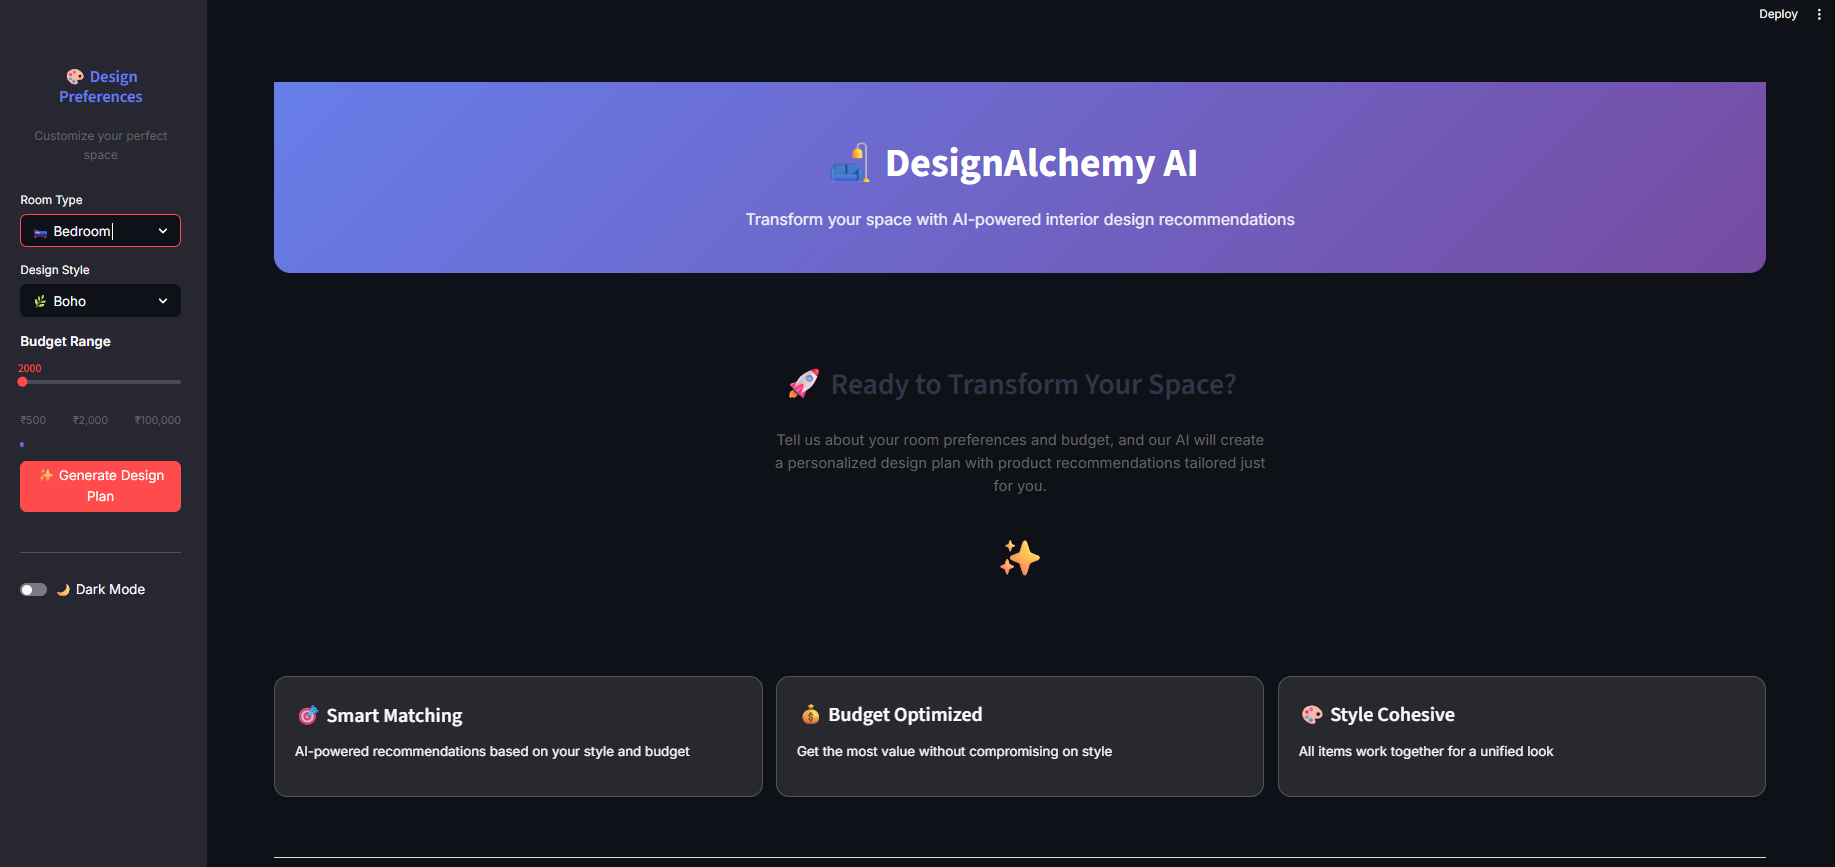 Deploy
🎨 Design
Preferences
Customize your perfect
space
Room Type
Bedroom
Design Style
🌿 Boho
Budget Range
2000
₹500 ₹2,000 ₹100,000
✨ Generate Design
Plan
🌙 Dark Mode
🛋️ DesignAlchemy AI
Transform your space with AI-powered interior design recommendations
🚀 Ready to Transform Your Space?
Tell us about your room preferences and budget, and our AI will create
a personalized design plan with product recommendations tailored just
for you.
✨
🎯 Smart Matching
AI-powered recommendations based on your style and budget
💰 Budget Optimized
Get the most value without compromising on style
🎨 Style Cohesive
All items work together for a unified look